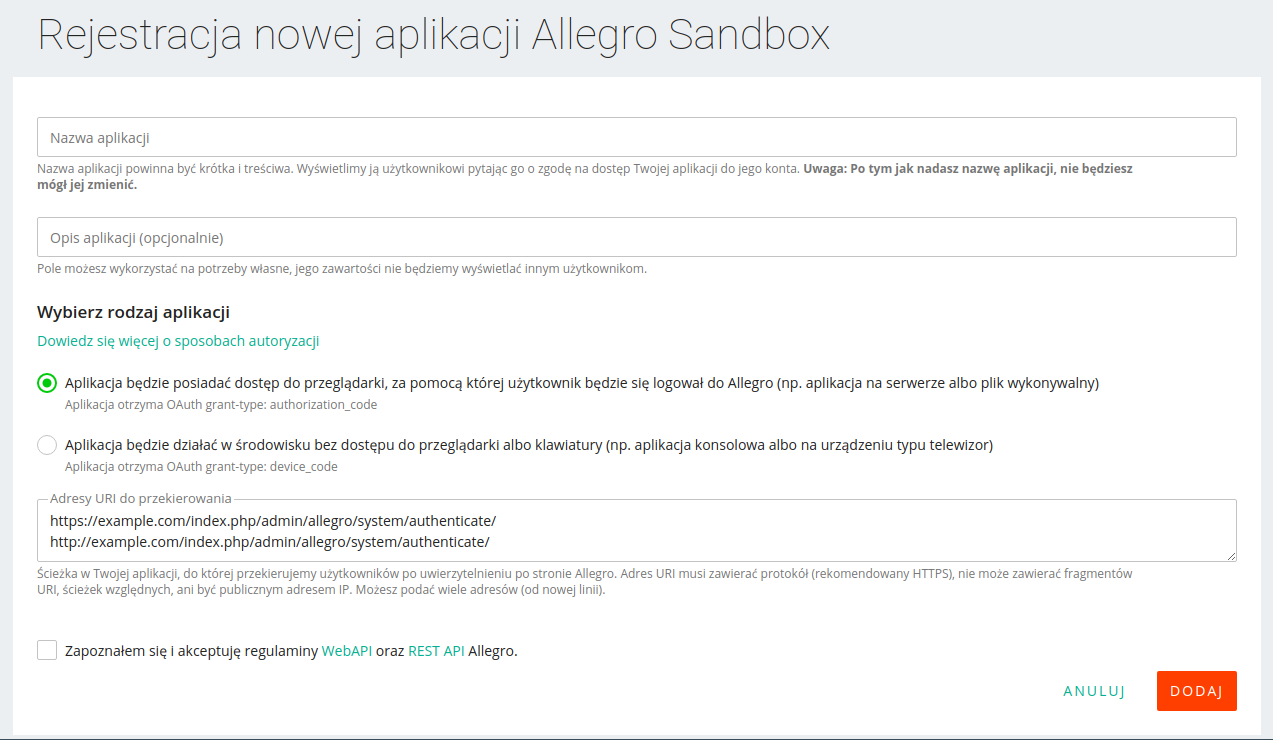 Rejestracja nowej aplikacji Allegro Sandbox
Nazwa aplikacji
Nazwa aplikacji powinna być krótka i treściwa. Wyświetlimy ją użytkownikowi pytając go o zgodę na dostęp Twojej aplikacji do jego konta. Uwaga: Po tym jak nadasz nazwę aplikacji, nie będziesz
mógł jej zmienić.
Opis aplikacji (opcjonalnie)
Pole możesz wykorzystać na potrzeby własne, jego zawartości nie będziemy wyświetlać innym użytkownikom.
Wybierz rodzaj aplikacji
Dowiedz się więcej o sposobach autoryzacji
Aplikacja będzie posiadać dostęp do przeglądarki, za pomocą której użytkownik będzie się logował do Allegro (np. aplikacja na serwerze albo plik wykonywalny)
Aplikacja otrzyma OAuth grant-type: authorization_code
Aplikacja będzie działać w środowisku bez dostępu do przeglądarki albo klawiatury (np. aplikacja konsolowa albo na urządzeniu typu telewizor)
Aplikacja otrzyma OAuth grant-type: device_code
Adresy URI do przekierowania
https://example.com/index.php/admin/allegro/system/authenticate/
http://example.com/index.php/admin/allegro/system/authenticate/
Ścieżka w Twojej aplikacji, do której przekierujemy użytkowników po uwierzytelnieniu po stronie Allegro. Adres URI musi zawierać protokół (rekomendowany HTTPS), nie może zawierać fragmentów
URI, ścieżek względnych, ani być publicznym adresem IP. Możesz podać wiele adresów (od nowej linii).
Zapoznałem się i akceptuję regulaminy WebAPI oraz REST API Allegro.
ANULUJ DODAJ